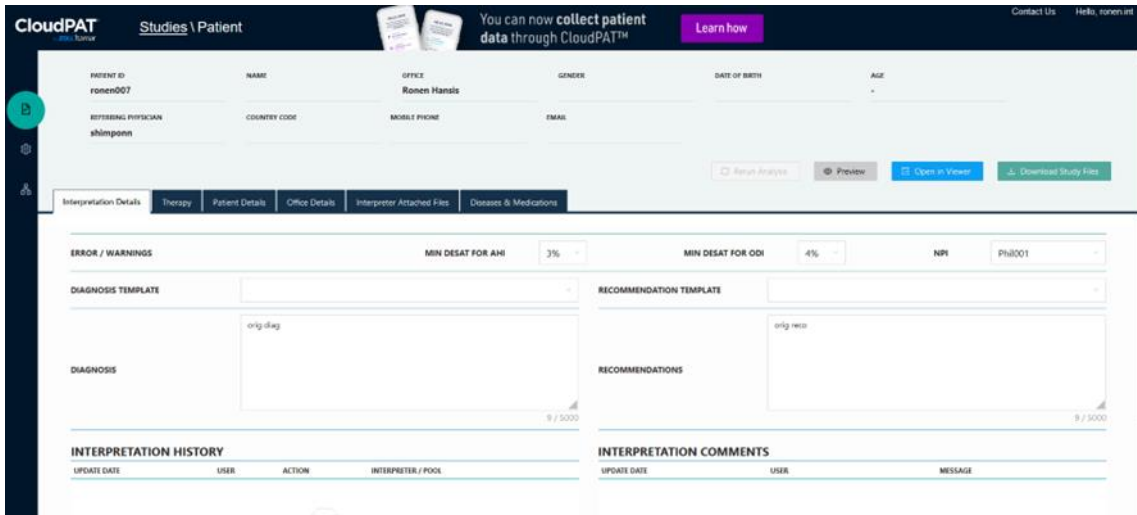 CloudPAT
Studies \ Patient
You can now collect patient
data through CloudPAT™
Learn how
Contact Us
Hello, ronen.int
PATIENT ID
ronen007
NAME
OFFICE
Ronen Hansis
GENDER
DATE OF BIRTH
AGE
-
REFERRING PHYSICIAN
shimponn
COUNTRY CODE
MOBILE PHONE
EMAIL
Rerun Analysis
Preview
Open in Viewer
Download Study Files
Interpretation Details
Therapy
Patient Details
Office Details
Interpreter Attached Files
Diseases & Medications
ERROR / WARNINGS
MIN DESAT FOR AHI
3%
MIN DESAT FOR ODI
4%
NPI
Phil001
DIAGNOSIS TEMPLATE
RECOMMENDATION TEMPLATE
DIAGNOSIS
orig diag
9 / 5000
RECOMMENDATIONS
orig reco
9 / 5000
INTERPRETATION HISTORY
UPDATE DATE USER ACTION INTERPRETER / POOL
INTERPRETATION COMMENTS
UPDATE DATE USER MESSAGE